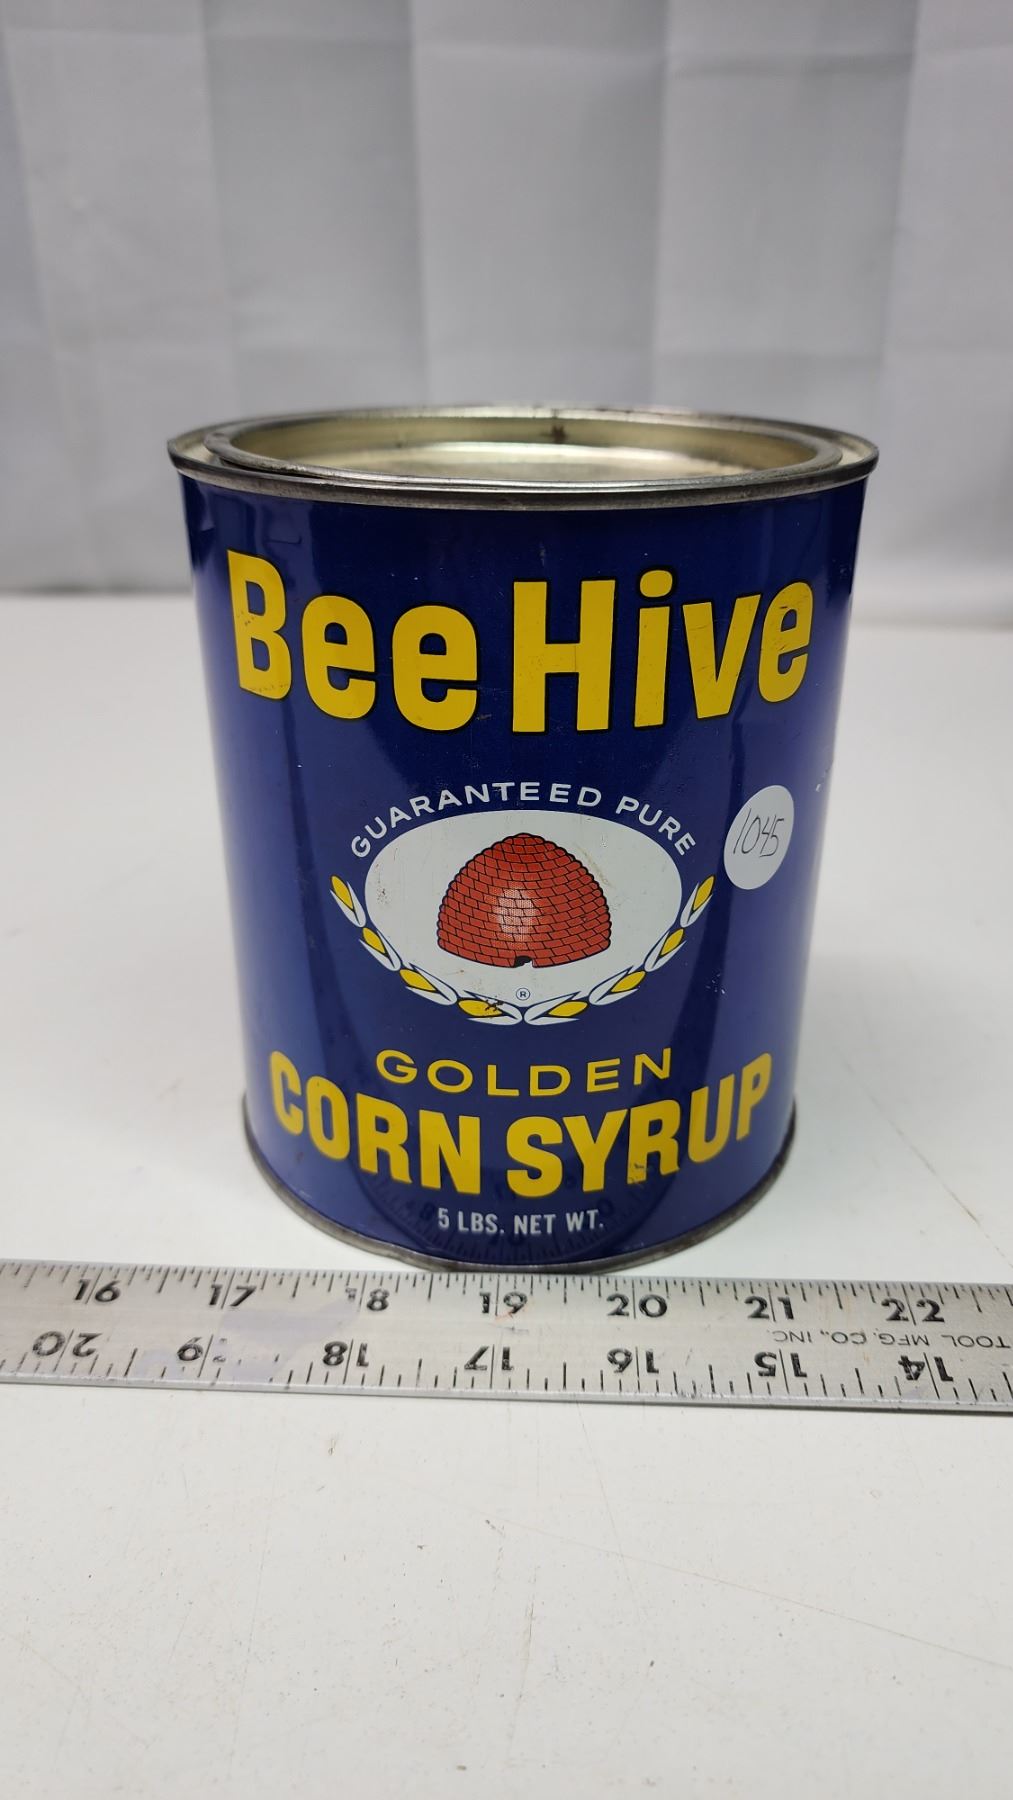 Bee Hive
GUARANTEED PURE
1045
®
GOLDEN
CORN SYRUP
5 LBS. NET WT.
16 17 18 19 20 21 22
TOOL MFG. CO., INC.
20 19 18 17 16 15 14